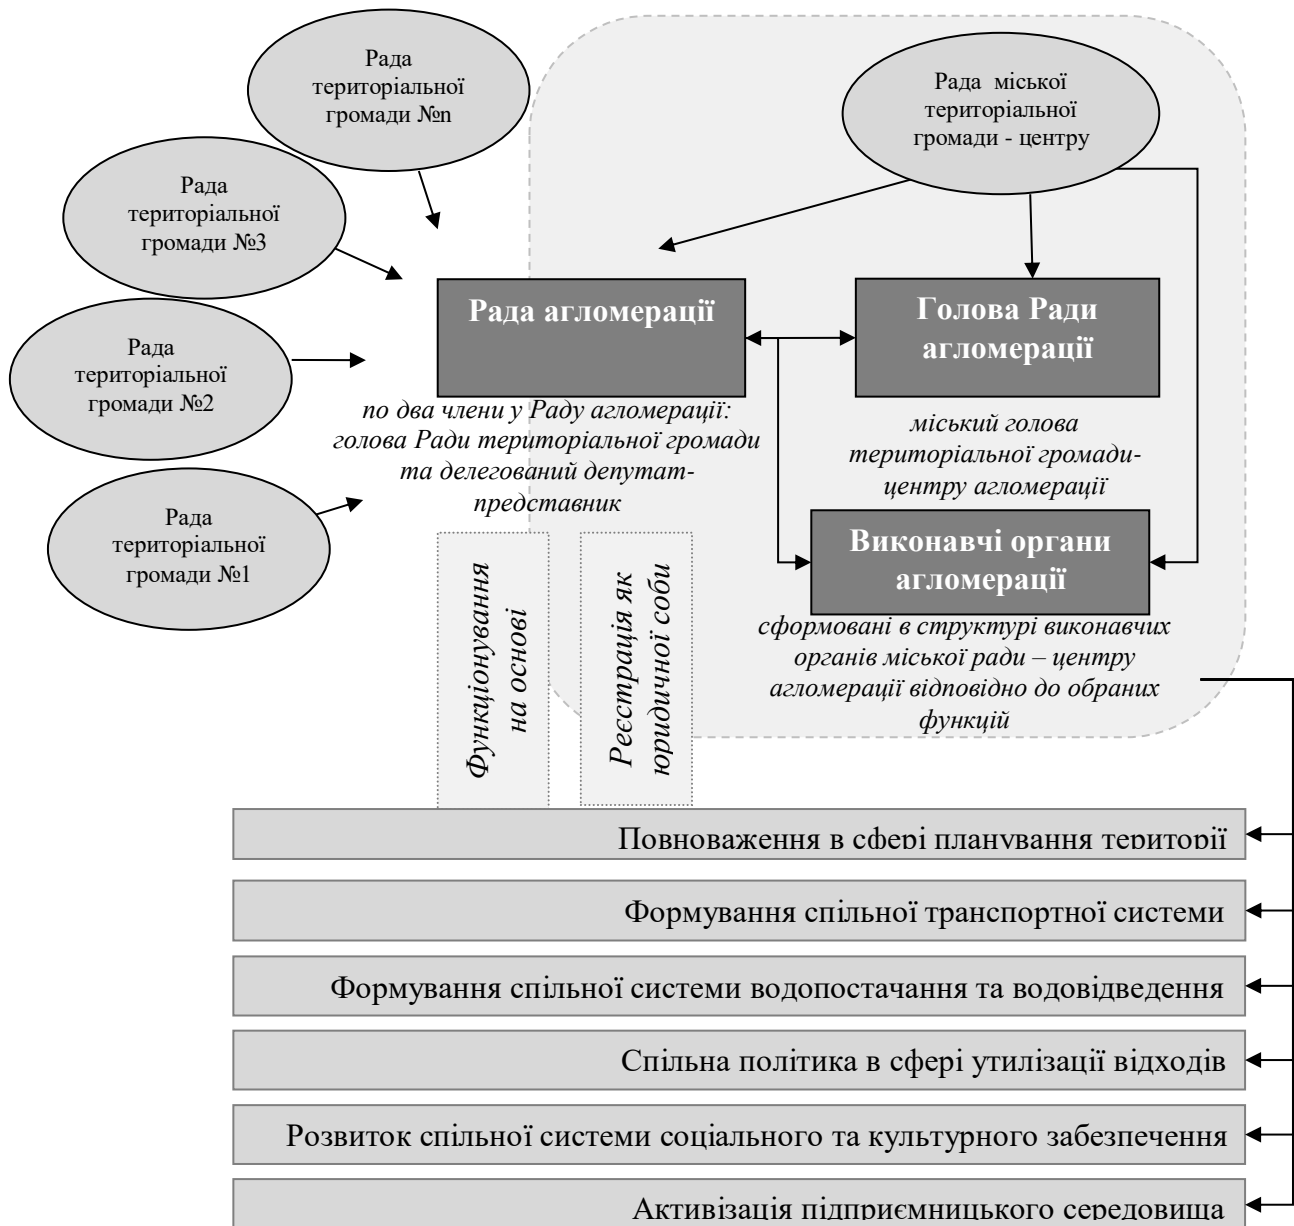 Рада
територіальної
громади №n
Рада міської
територіальної
громади - центру
Рада
територіальної
громади №3
Рада
територіальної
громади №2
Рада
територіальної
громади №1
Рада агломерації
Голова Ради
агломерації
по два члени у Раду агломерації:
голова Ради територіальної громади
та делегований депутат-
представник
міський голова
територіальної громади-
центру агломерації
Виконавчі органи
агломерації
сформовані в структурі виконавчих
органів міської ради – центру
агломерації відповідно до обраних
функцій
Функціонування
на основі
Реєстрація як
юридичної соби
Повноваження в сфері планування території
Формування спільної транспортної системи
Формування спільної системи водопостачання та водовідведення
Спільна політика в сфері утилізації відходів
Розвиток спільної системи соціального та культурного забезпечення
Активізація підприємницького середовища